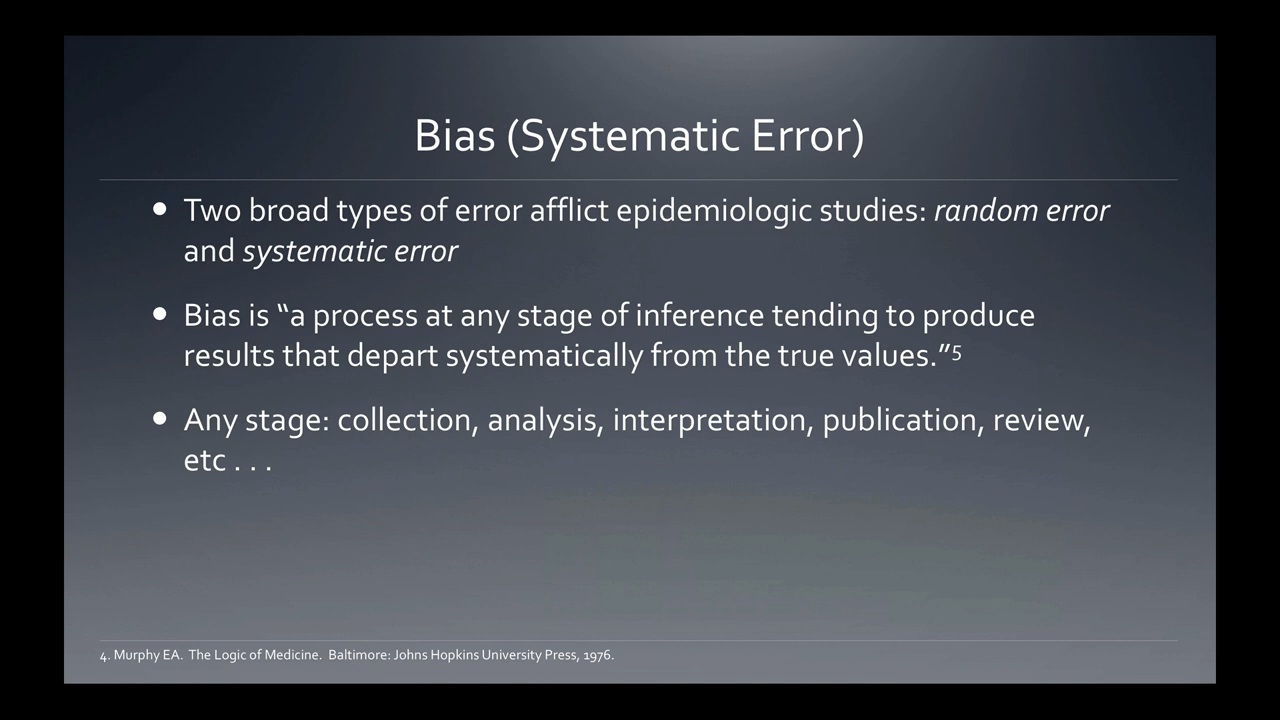 Bias (Systematic Error)
• Two broad types of error afflict epidemiologic studies: random error
and systematic error
• Bias is “a process at any stage of inference tending to produce
results that depart systematically from the true values.”5
• Any stage: collection, analysis, interpretation, publication, review,
etc . . .
4. Murphy EA. The Logic of Medicine. Baltimore: Johns Hopkins University Press, 1976.